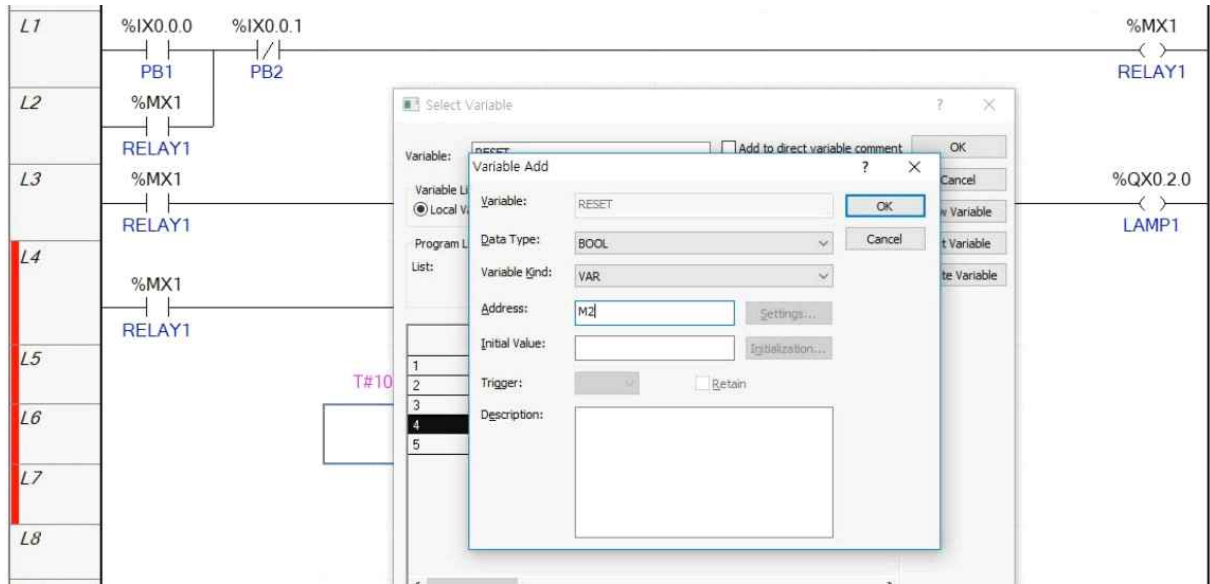 L1
%IX0.0.0 %IX0.0.1 %MX1
PB1 PB2 RELAY1
L2
%MX1
RELAY1
L3
%MX1 %QX0.2.0
RELAY1 LAMP1
L4
%MX1
RELAY1
L5
T#10
L6
L7
L8
Select Variable ? ×
Variable: Add to direct variable comment OK
Cancel
Variable Li
Local V
w Variable
Program L
t Variable
List:
te Variable
1
2
3
4
5
Variable Add ? ×
Variable: RESET OK
Data Type: BOOL Cancel
Variable Kind: VAR
Address: M2 Settings...
Initial Value: Initialization...
Trigger: Retain
Description: